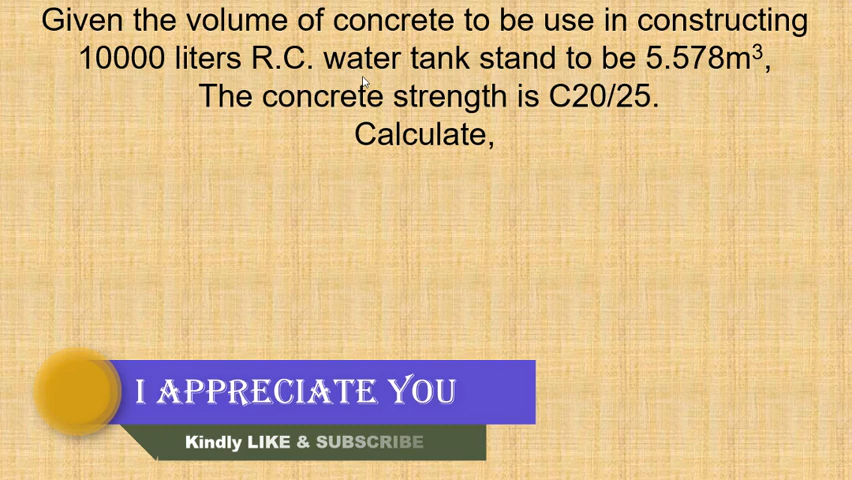 Given the volume of concrete to be use in constructing
10000 liters R.C. water tank stand to be 5.578m³,
The concrete strength is C20/25.
Calculate,
I APPRECIATE YOU
Kindly LIKE & SUBSCRIBE